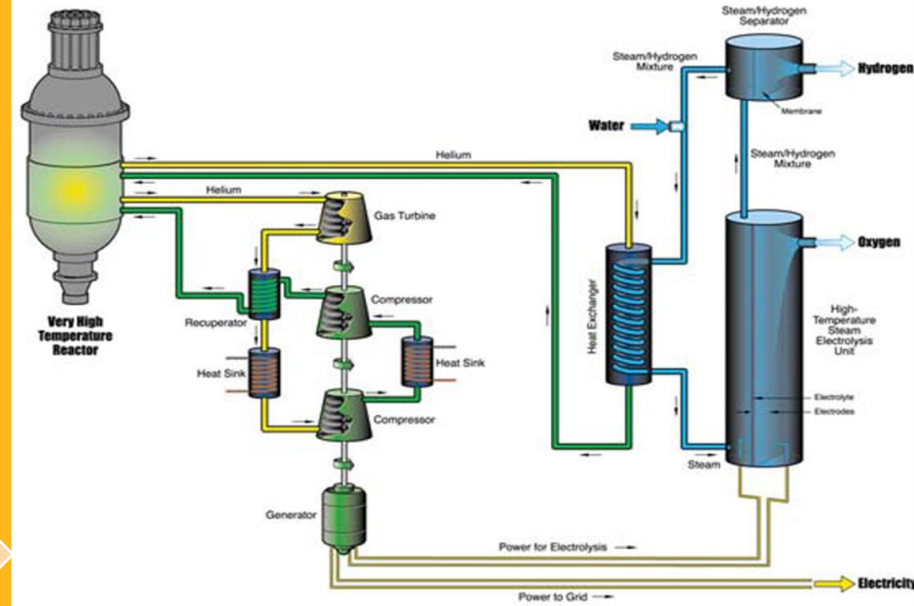 Steam/Hydrogen
Separator
Steam/Hydrogen
Mixture
Hydrogen
Membrane
Water
Steam/Hydrogen
Mixture
Helium
Helium
Gas Turbine
Oxygen
Compressor
Recuperator
Very High
Temperature
Reactor
Heat Exchanger
High-
Temperature
Steam
Electrolysis
Unit
Heat Sink
Heat Sink
Electrolyte
Electrodes
Compressor
Steam
Generator
Power for Electrolysis
Electricity
Power to Grid